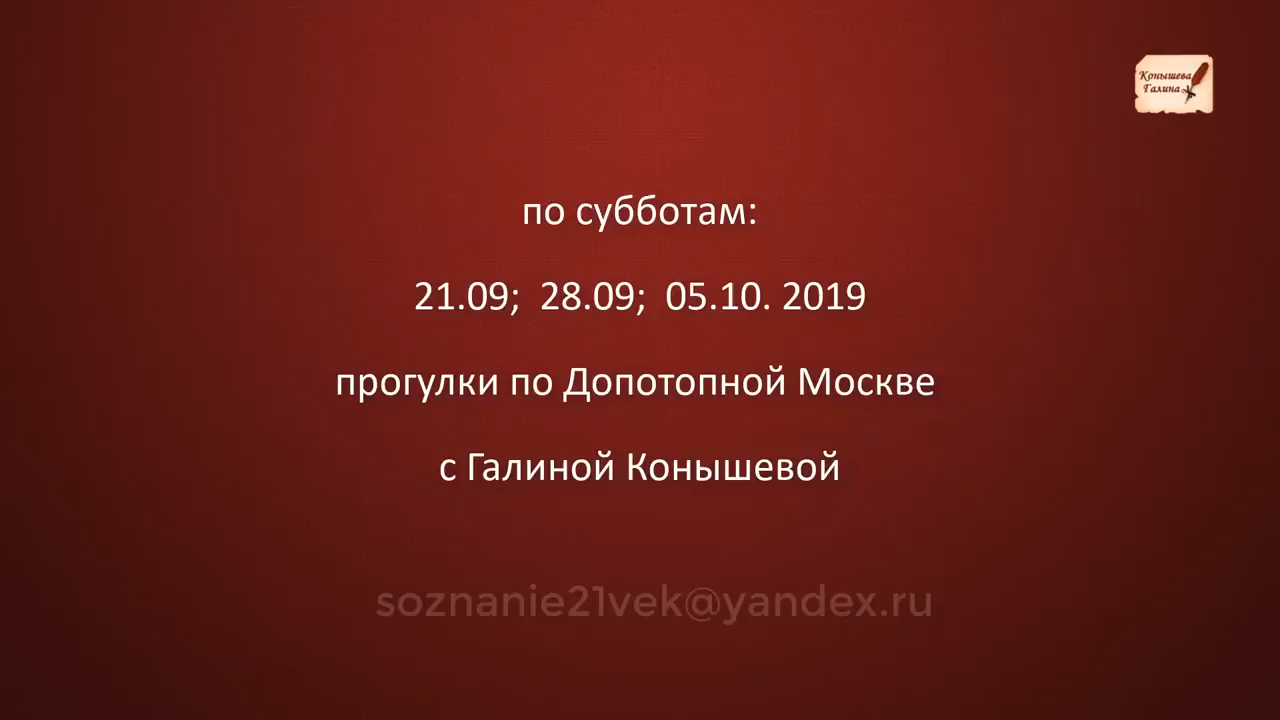 Конышева
Галина
по субботам:
21.09;  28.09;  05.10. 2019
прогулки по Допотопной Москве
с Галиной Конышевой
soznanie21vek@yandex.ru